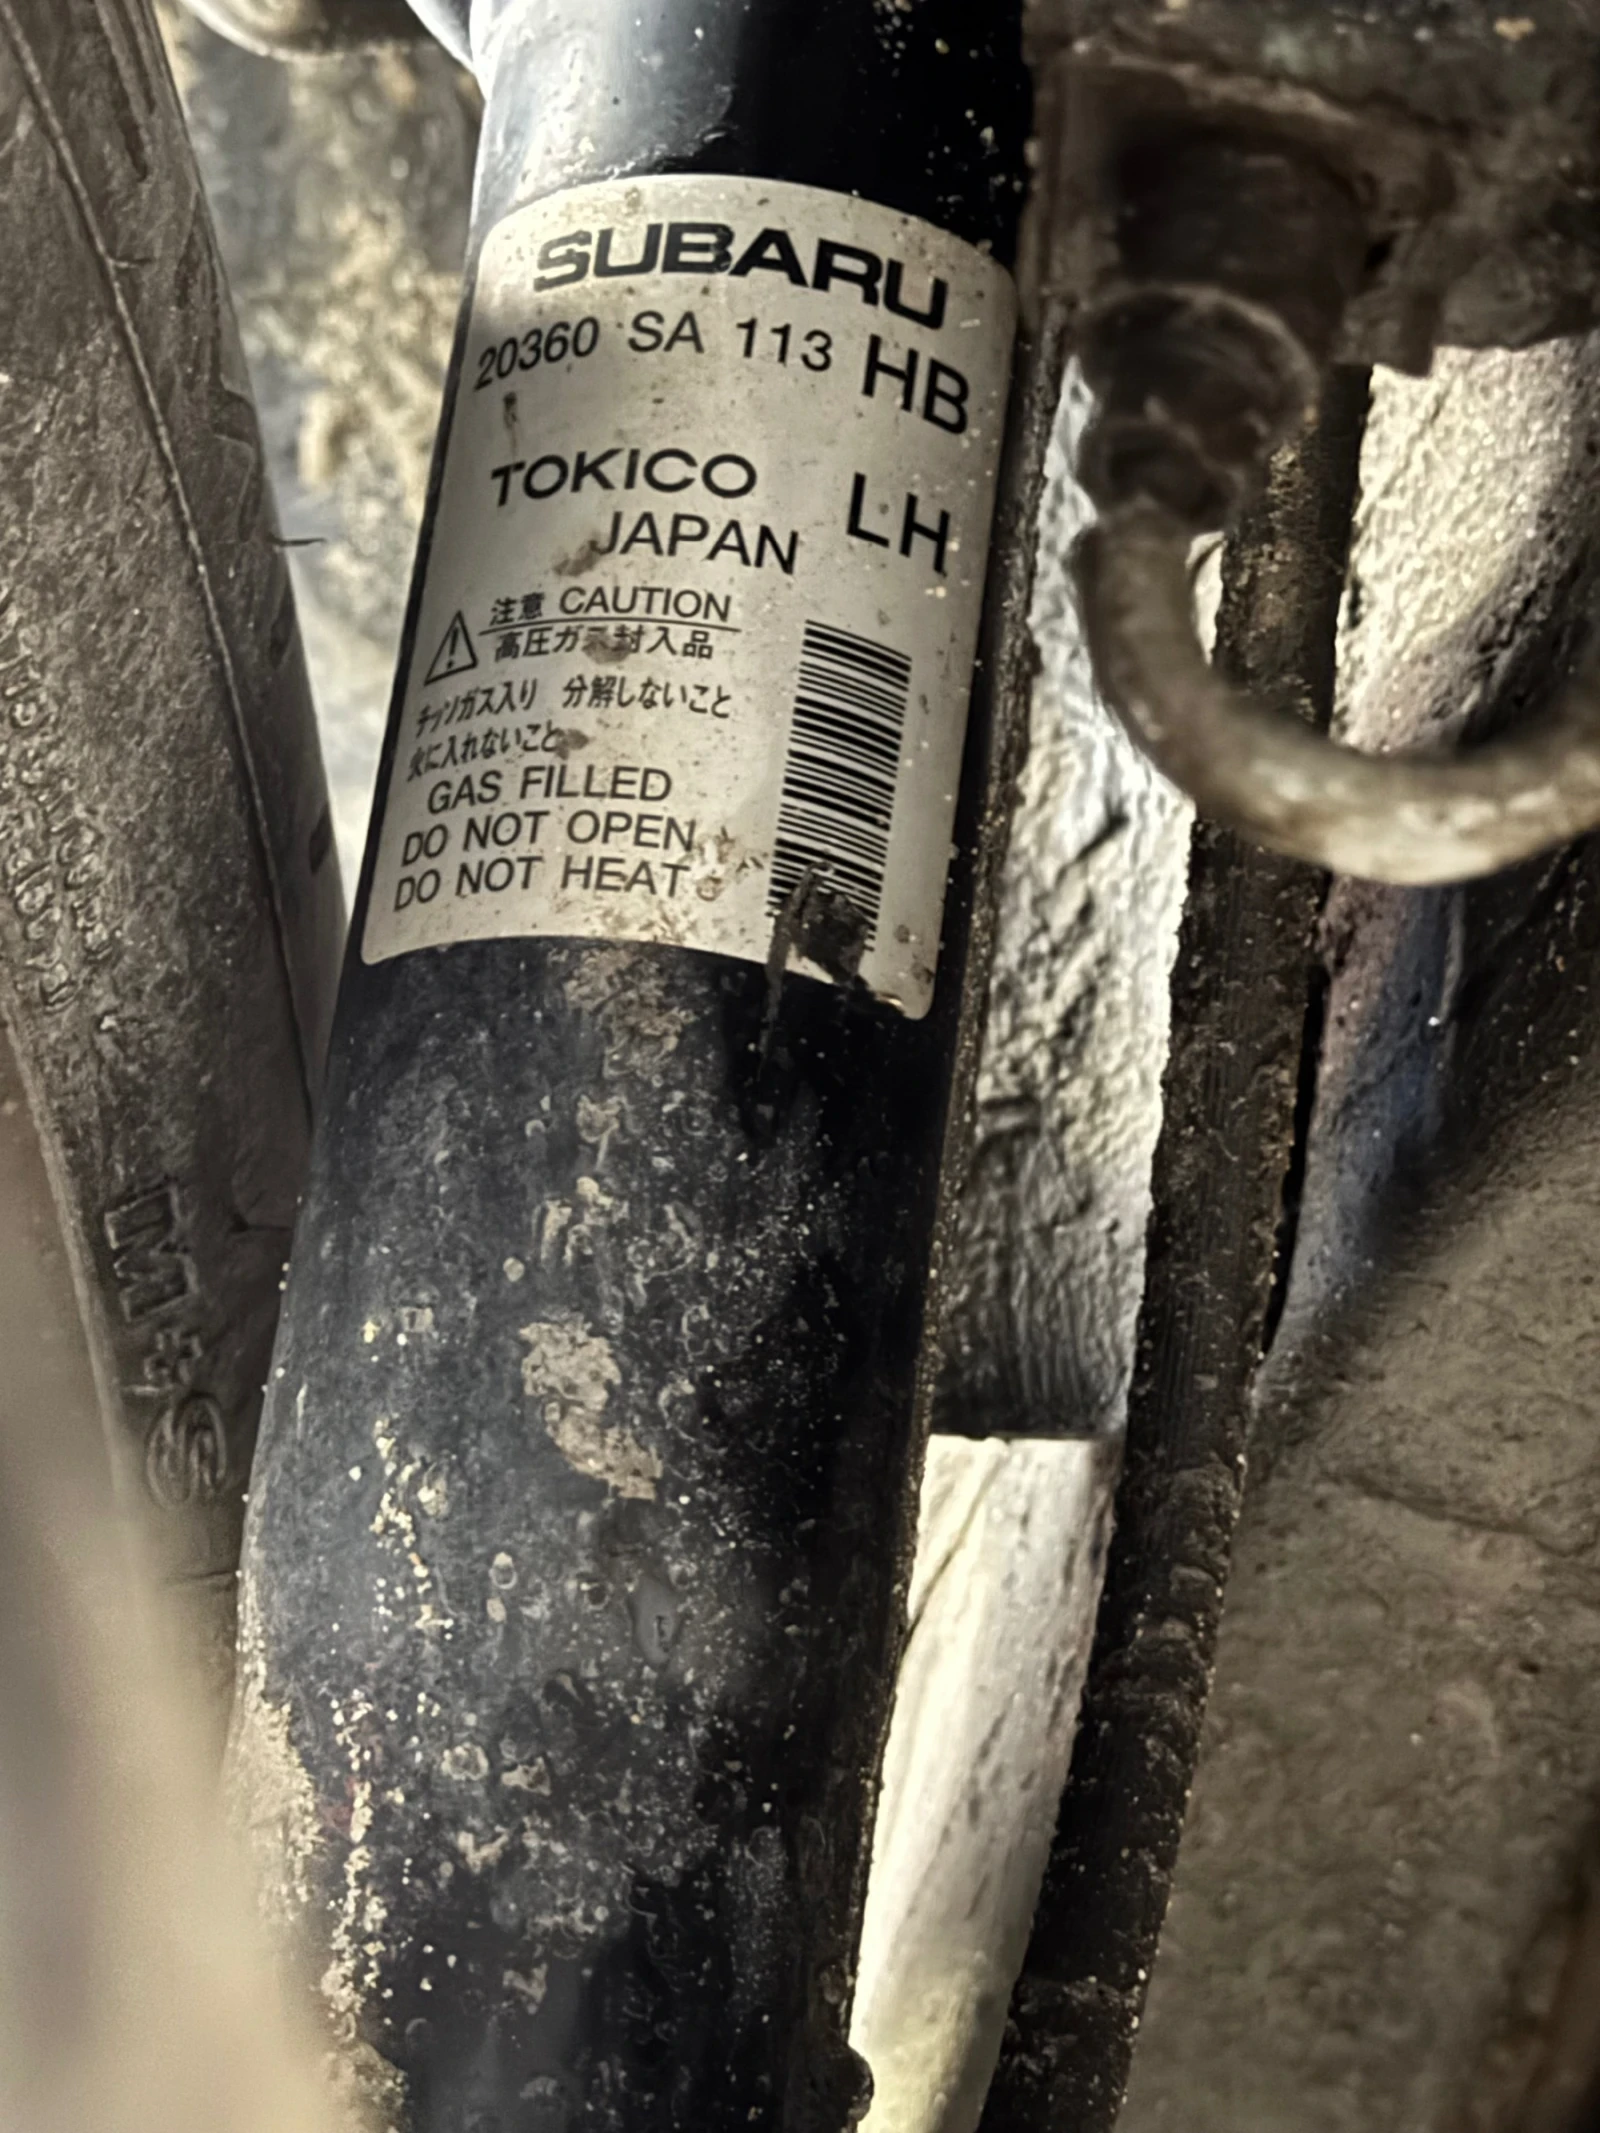 SUBARU
20360 SA 113 HB
TOKICO LH
JAPAN
注意 CAUTION
高圧ガス封入品
チッソガス入り 分解しないこと
火に入れないこと
GAS FILLED
DO NOT OPEN
DO NOT HEAT
M+S